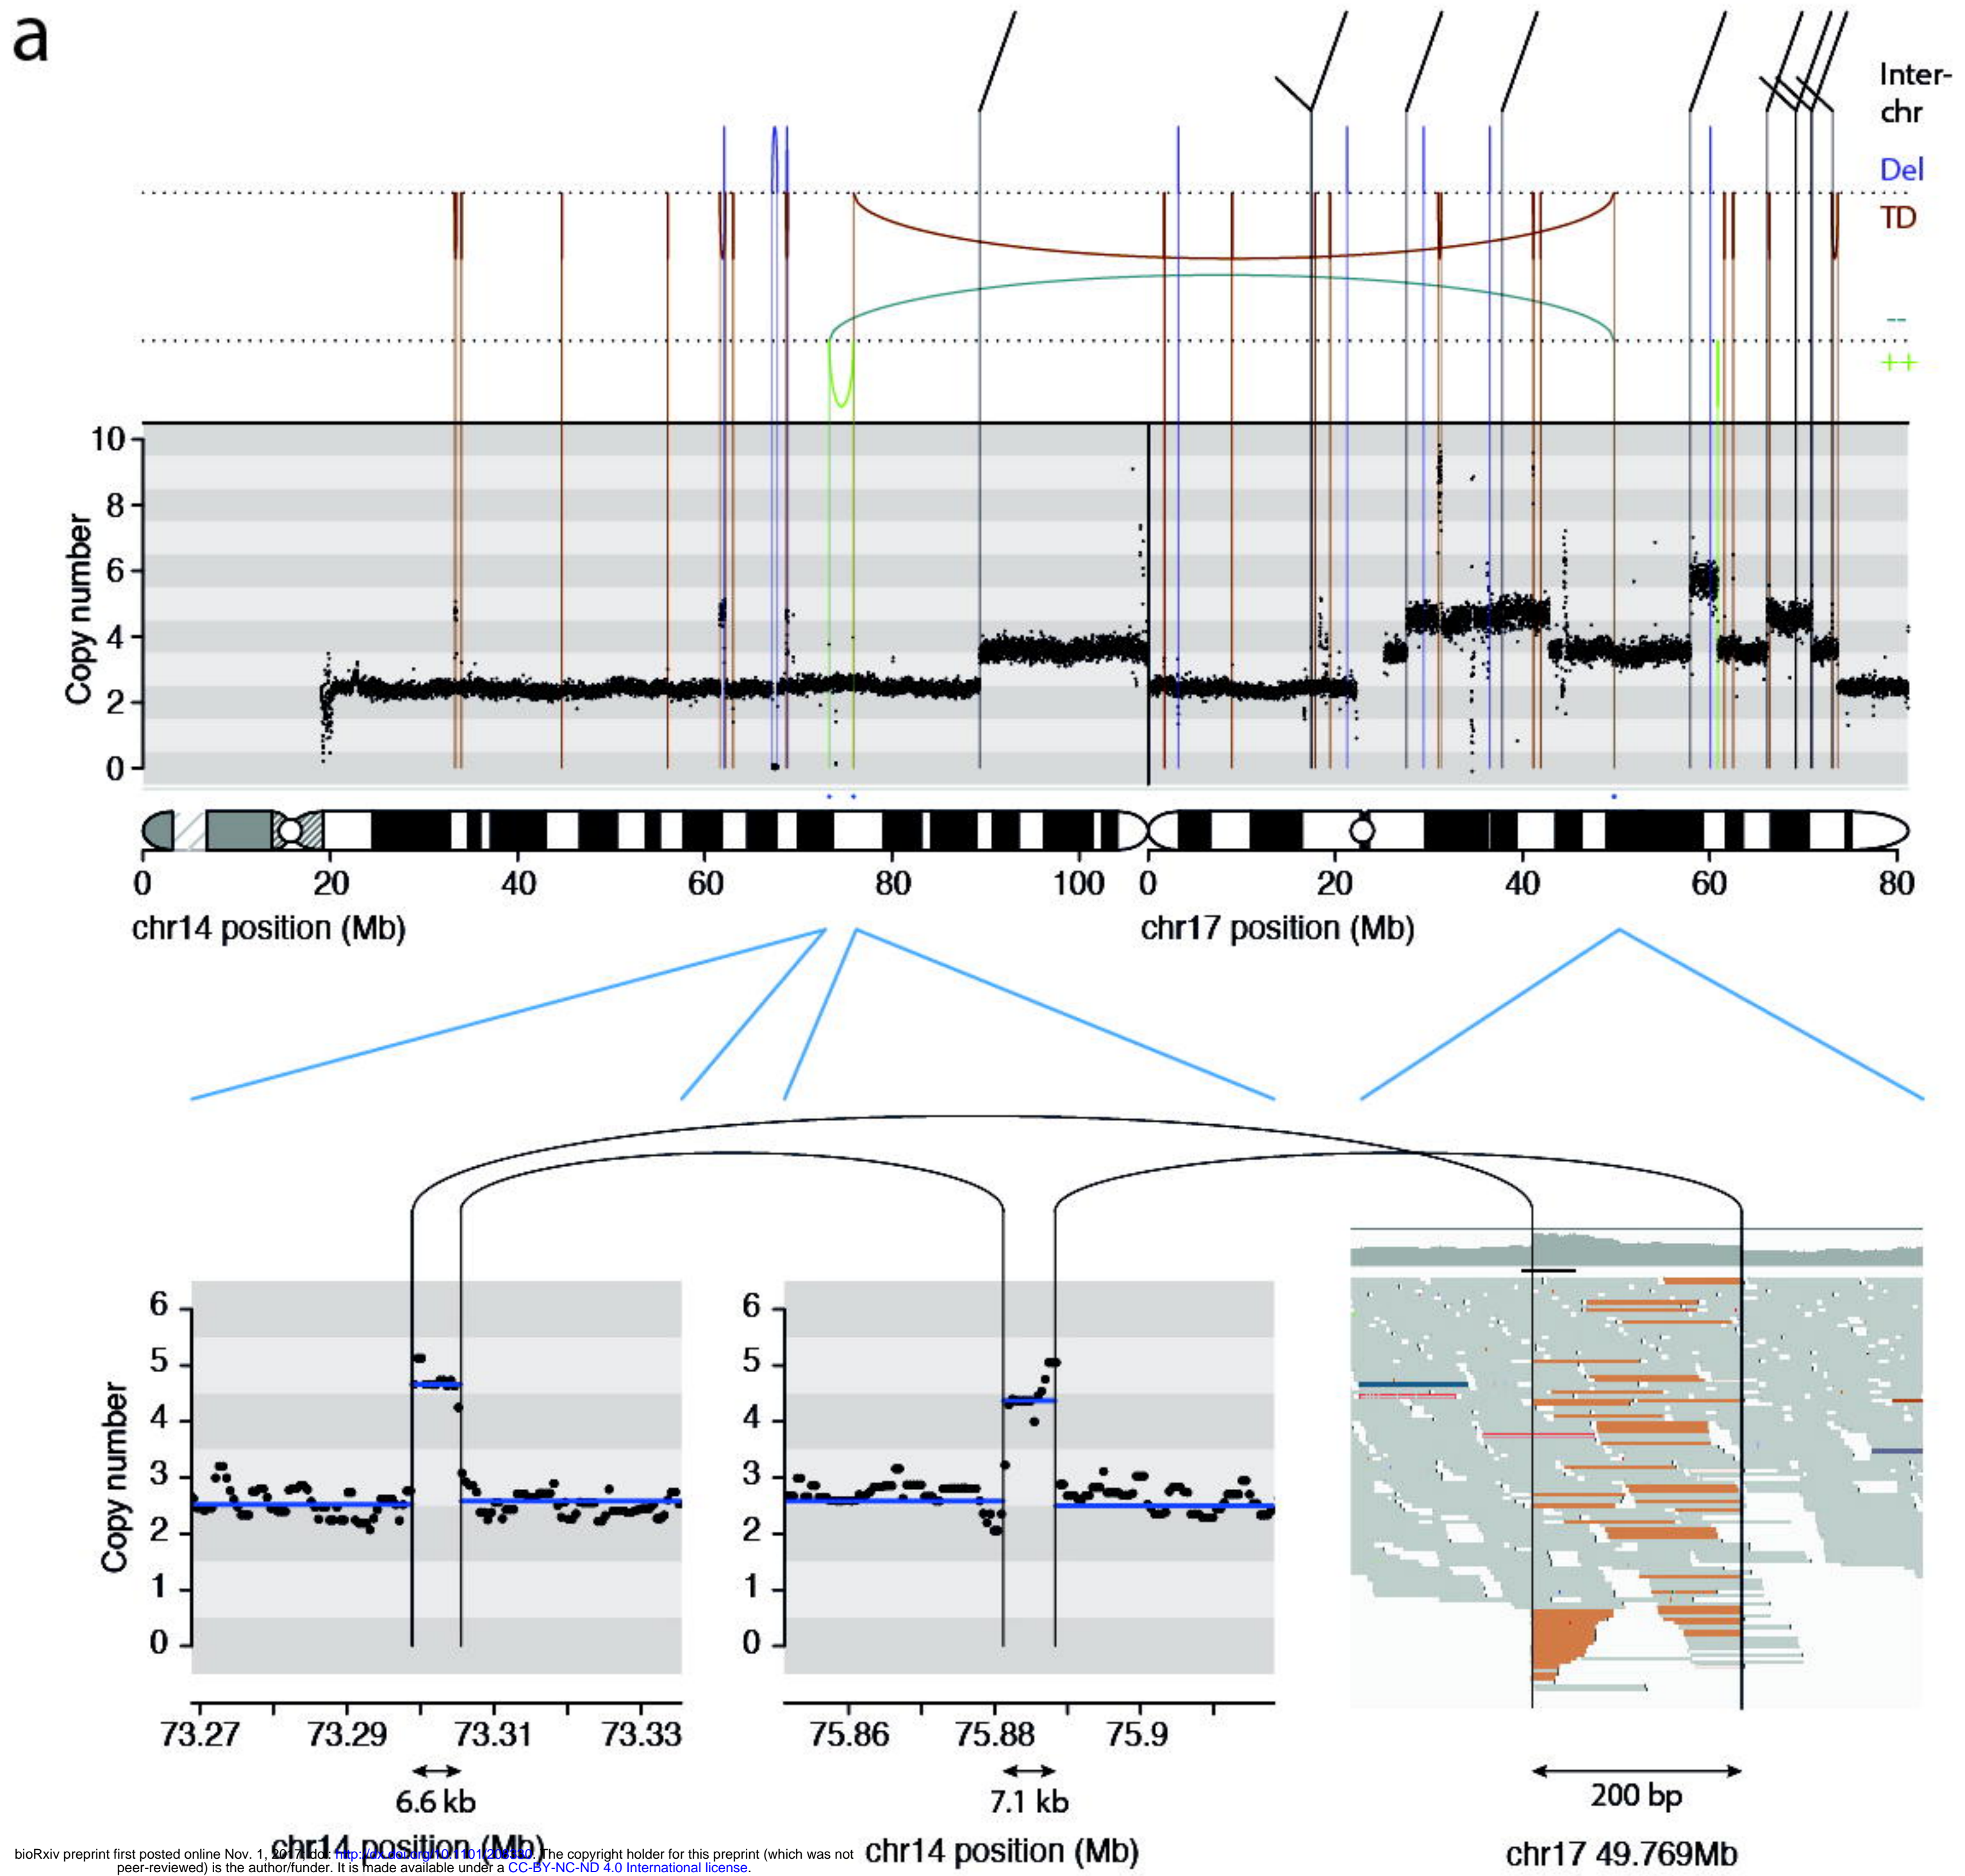 a
Inter-
chr
Del
TD
--
++
Copy number
10
8
6
4
2
0
0 20 40 60 80 100 0 20 40 60 80
chr14 position (Mb) chr17 position (Mb)
Copy number
6 6
5 5
4 4
3 3
2 2
1 1
0 0
73.27 73.29 73.31 73.33 75.86 75.88 75.9
6.6 kb 7.1 kb 200 bp
chr14 position (Mb) chr14 position (Mb) chr17 49.769Mb
bioRxiv preprint first posted online Nov. 1, 2017; doi: The copyright holder for this preprint (which was not
peer-reviewed) is the author/funder. It is made available under a CC-BY-NC-ND 4.0 International license.